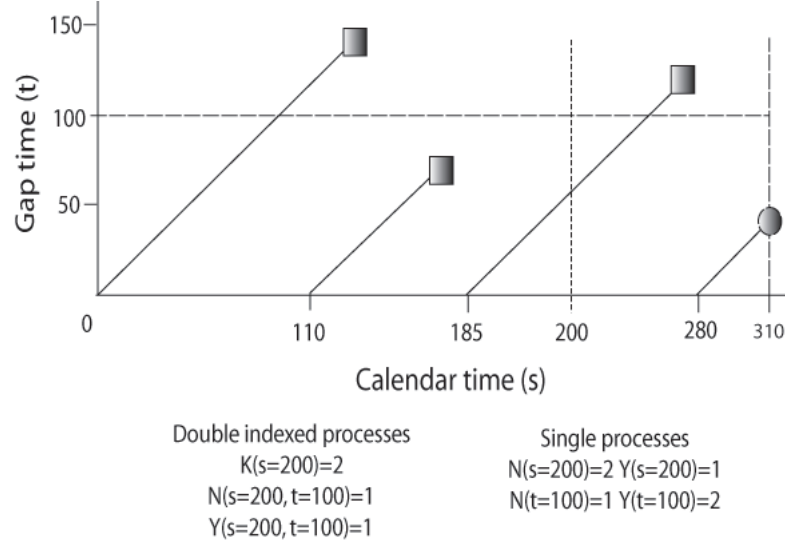 150
100
50
Gap time (t)
0
110
185
200
280
310
Calendar time (s)
Double indexed processes
K(s=200)=2
N(s=200, t=100)=1
Y(s=200, t=100)=1
Single processes
N(s=200)=2 Y(s=200)=1
N(t=100)=1 Y(t=100)=2